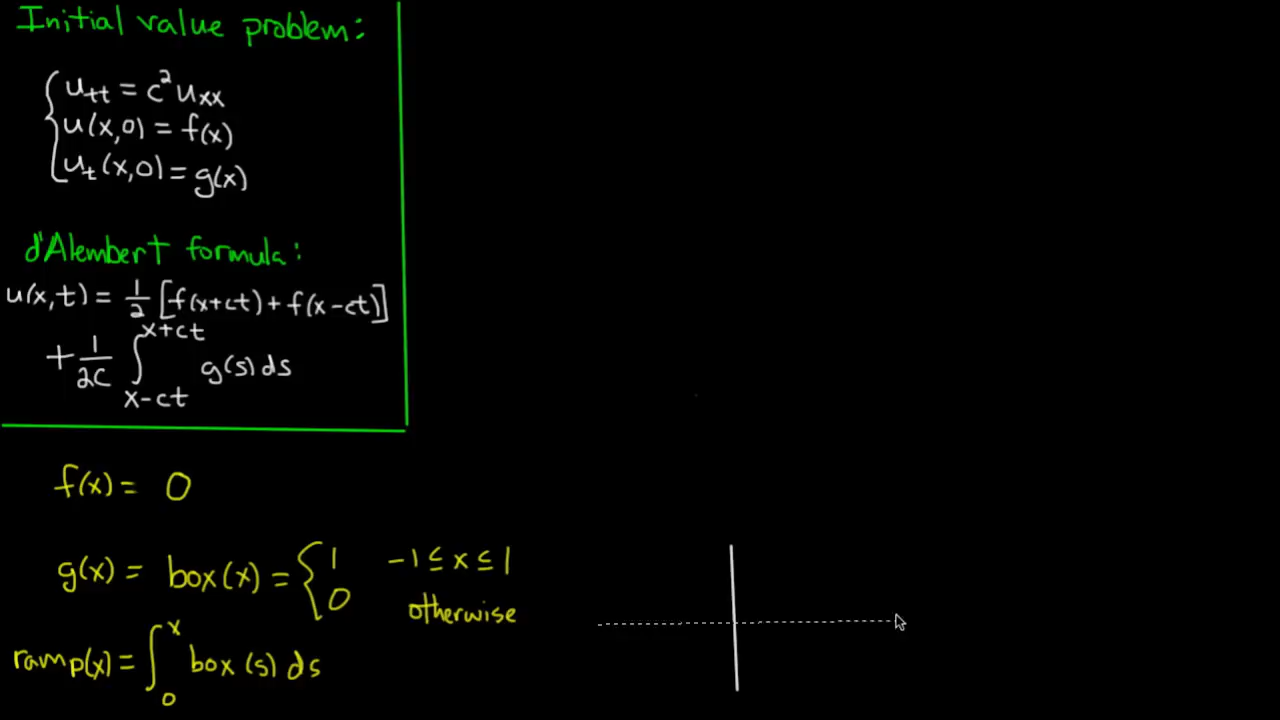 Initial value problem:
u_tt = c² u_xx
u(x,0) = f(x)
u_t(x,0) = g(x)
d'Alembert formula:
u(x,t) = 1/2 [f(x+ct) + f(x-ct)]
+ 1/2c ∫_{x-ct}^{x+ct} g(s) ds
f(x) = 0
g(x) = box(x) = { 1 -1 ≤ x ≤ 1
0 otherwise
ramp(x) = ∫_0^x box(s) ds